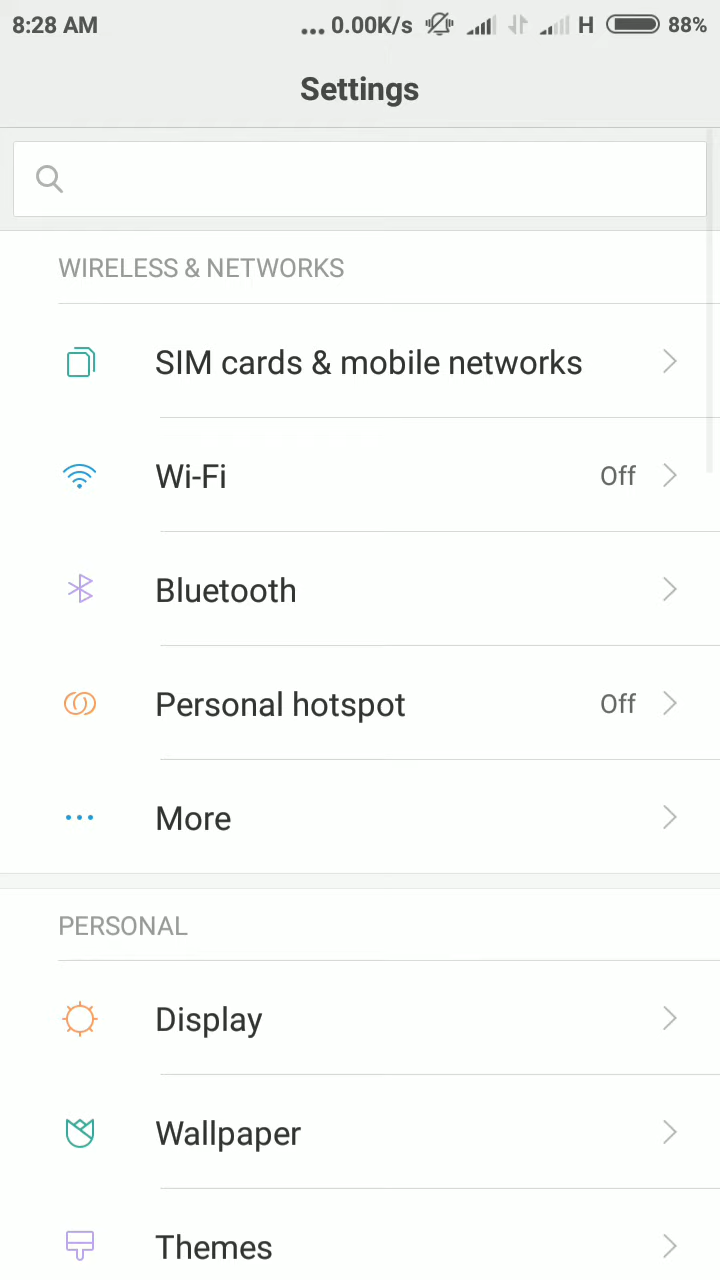 8:28 AM ... 0.00K/s H 88%
Settings
WIRELESS & NETWORKS
SIM cards & mobile networks
Wi-Fi Off
Bluetooth
Personal hotspot Off
More
PERSONAL
Display
Wallpaper
Themes